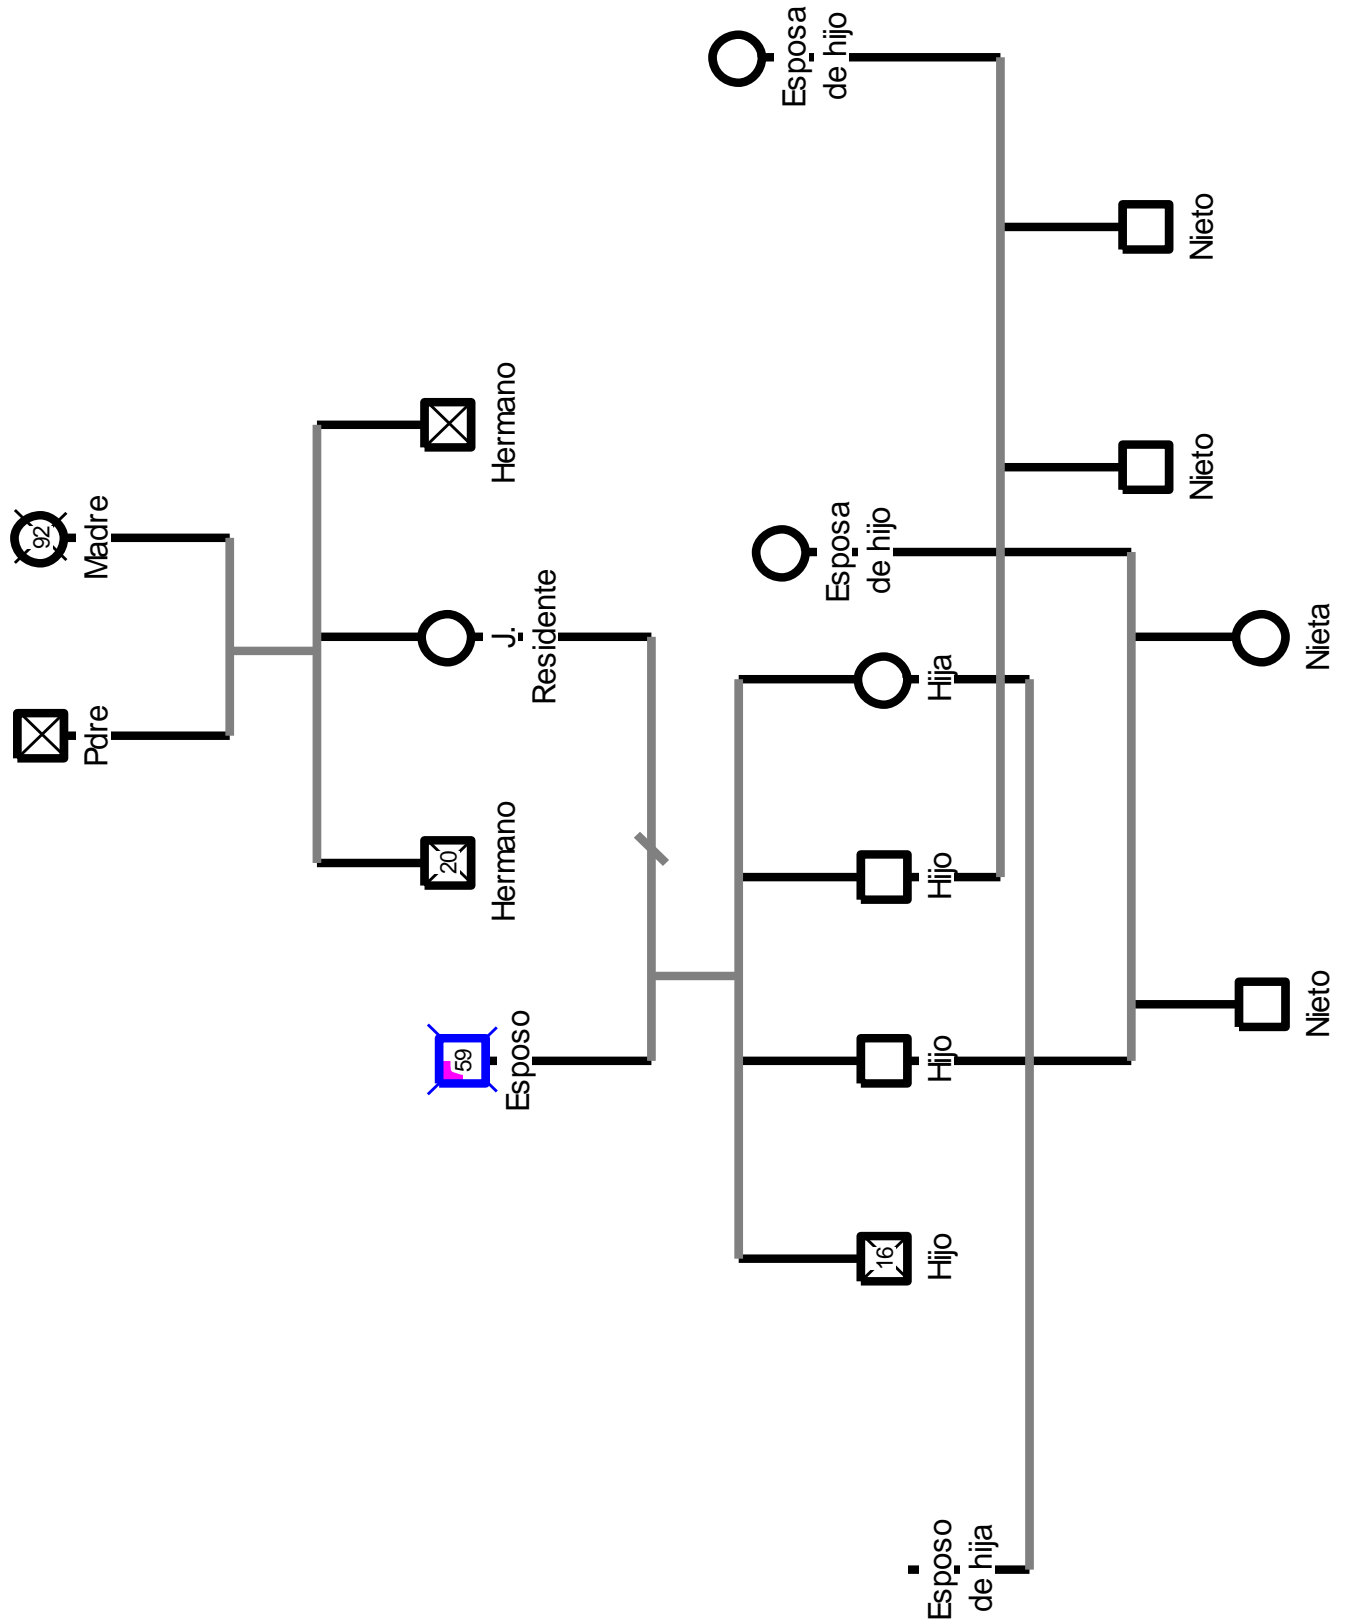 Pdre
Madre
92
Hermano
20
J.
Residente
Hermano
Esposo
59
Hijo
16
Hijo
Hijo
Hija
Esposa
de hijo
Esposa
de hijo
Esposo
de hija
Nieto
Nieto
Nieto
Nieta